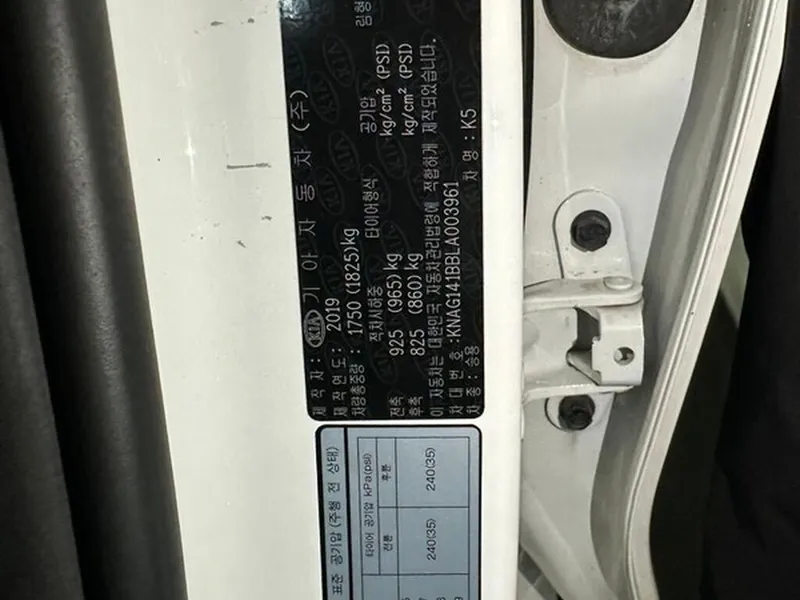 제 작 자 : KIA 기 아 자 동 차 (주)
제 작 연 도 : 2019
차량총중량 : 1750 (1825)kg
적차시하중 타이어형식 공기압
전축 925 (965) kg kg/cm² (PSI)
후축 825 (860) kg kg/cm² (PSI)
이 자동차는 대한민국 자동차관리법령에 적합하게 제작되었습니다.
차 대 번 호 : KNAG141BBLA003961
차 종 : 승용 차 명 : K5
표준 공기압 (주행 전 상태)
타이어 공기압 kPa(psi)
전륜 후륜
240(35) 240(35)